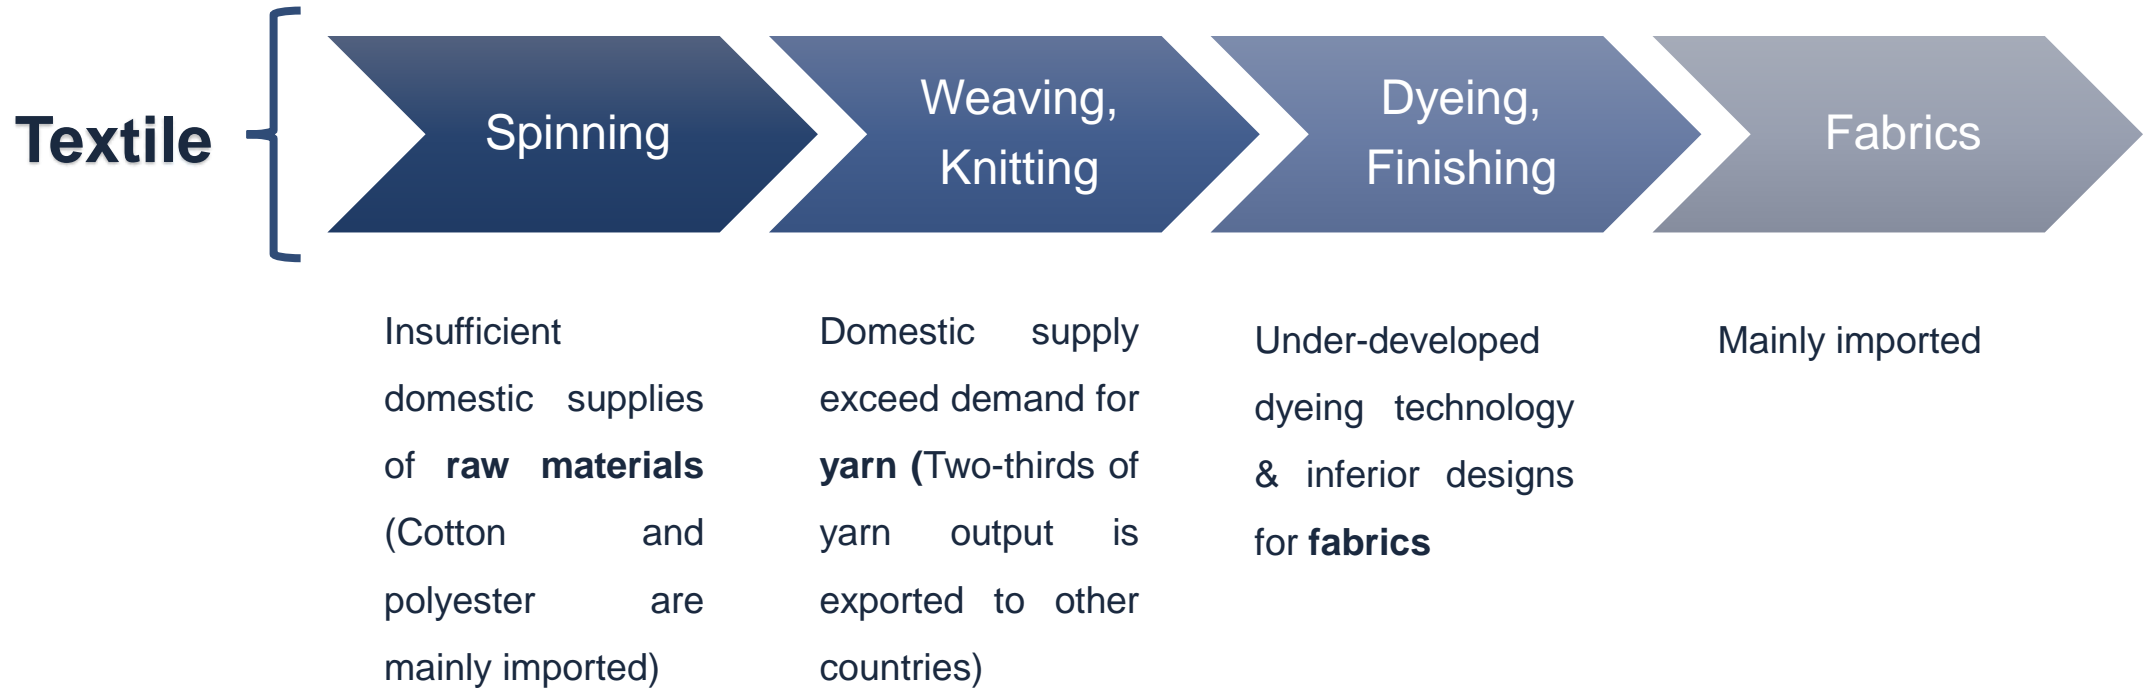 Textile
Spinning
Weaving,
Knitting
Dyeing,
Finishing
Fabrics
Insufficient
domestic supplies
of raw materials
(Cotton and
polyester are
mainly imported)
Domestic supply
exceed demand for
yarn (Two-thirds of
yarn output is
exported to other
countries)
Under-developed
dyeing technology
& inferior designs
for fabrics
Mainly imported